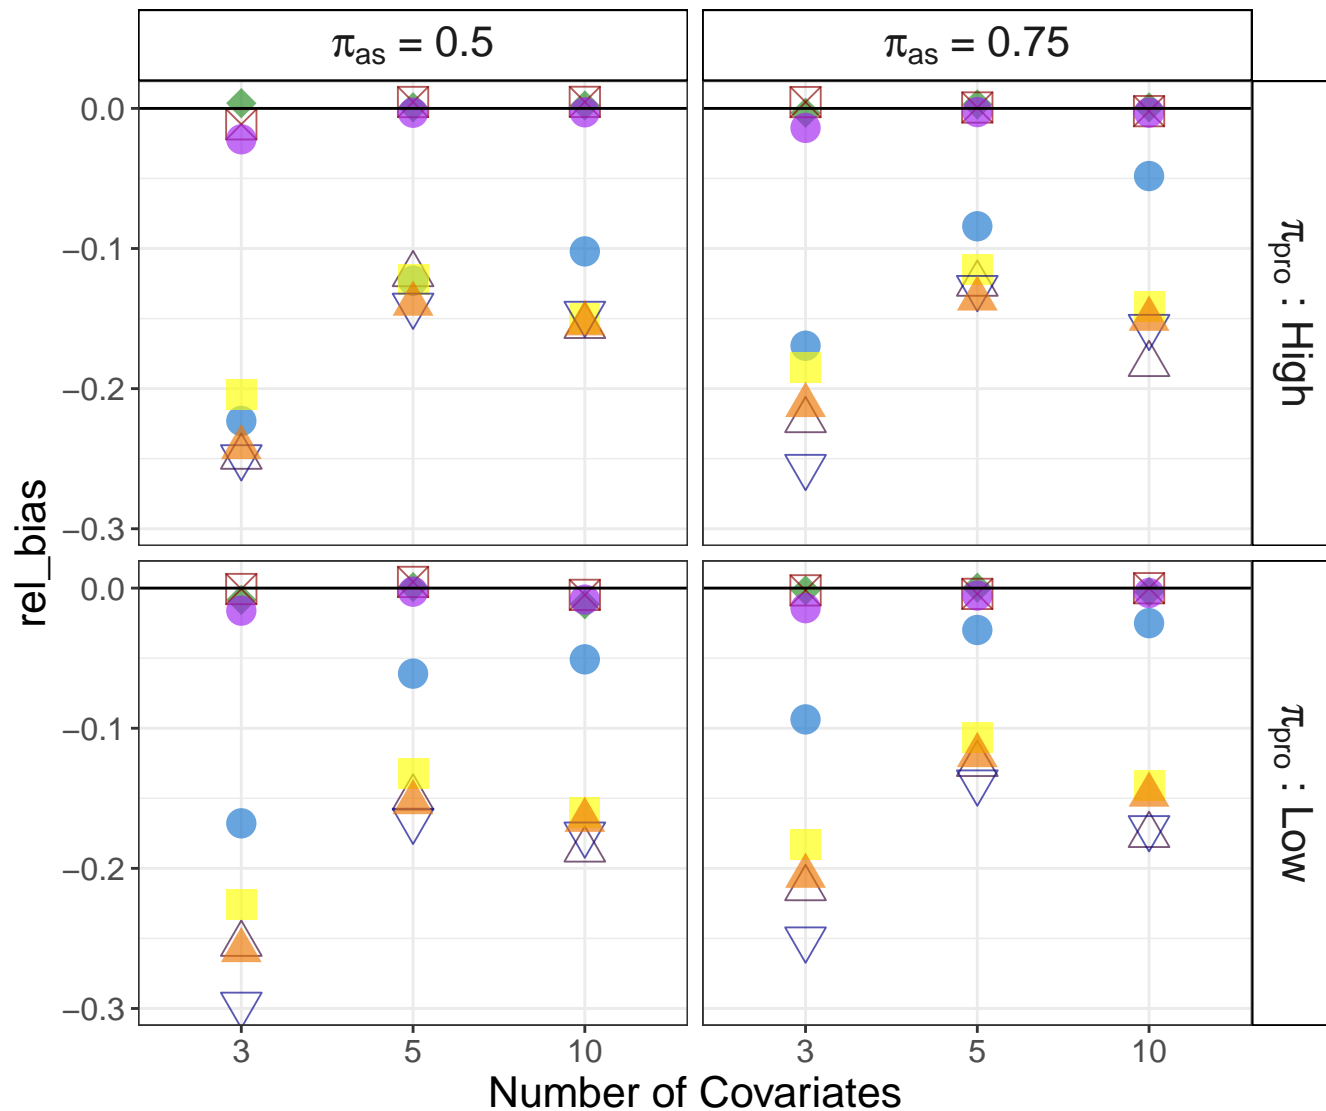 π_as = 0.5
π_as = 0.75
0.0
−0.1
−0.2
−0.3
π_pro : High
0.0
−0.1
−0.2
−0.3
π_pro : Low
rel_bias
3 5 10
3 5 10
Number of Covariates